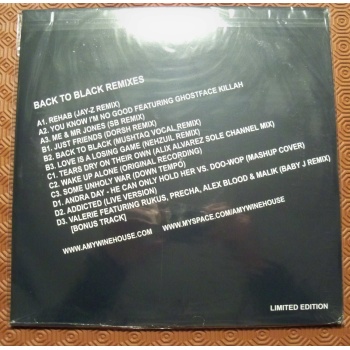 BACK TO BLACK REMIXES
A1. REHAB (JAY-Z REMIX)
A2. YOU KNOW I'M NO GOOD FEATURING GHOSTFACE KILLAH
A3. ME & MR JONES (SB REMIX)
B1. JUST FRIENDS (DORSH REMIX)
B2. BACK TO BLACK (MUSHTAQ VOCAL REMIX)
B3. LOVE IS A LOSING GAME (NEHZUIL REMIX)
C1. TEARS DRY ON THEIR OWN (ALIX ALVAREZ SOLE CHANNEL MIX)
C2. WAKE UP ALONE (ORIGINAL RECORDING)
C3. SOME UNHOLY WAR (DOWN TEMPO)
D1. ANDRA DAY - HE CAN ONLY HOLD HER VS. DOO-WOP (MASHUP COVER)
D2. ADDICTED (LIVE VERSION)
D3. VALERIE FEATURING RUKUS, PRECHA, ALEX BLOOD & MALIK (BABY J REMIX)
[BONUS TRACK]
WWW.AMYWINEHOUSE.COM WWW.MYSPACE.COM/AMYWINEHOUSE
LIMITED EDITION